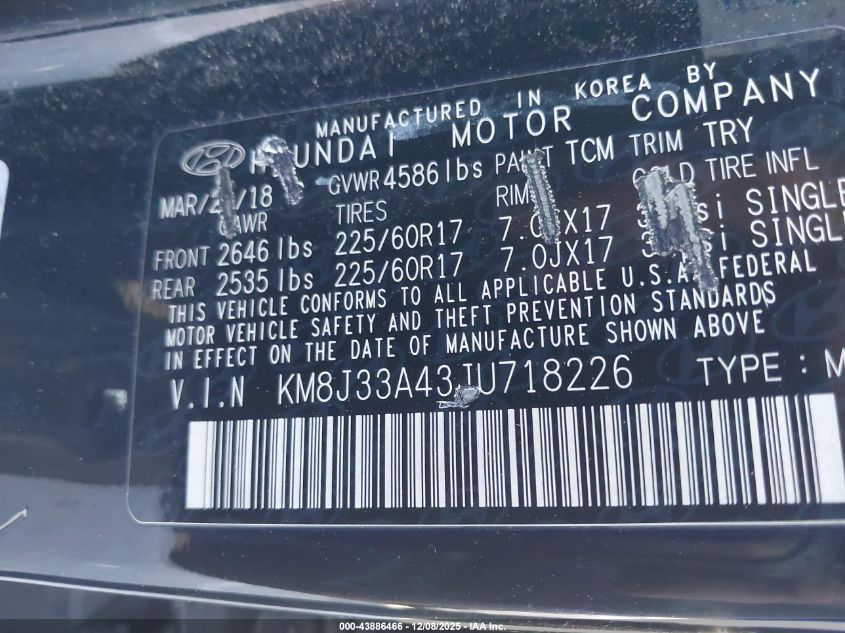 MANUFACTURED IN KOREA BY
HYUNDAI MOTOR COMPANY
MAR/ /18 GVWR 4586 lbs PAINT TCM TRIM TRY
GAWR TIRES RIM COLD TIRE INFL
FRONT 2646 lbs 225/60R17 7.0JX17 SINGLE
REAR 2535 lbs 225/60R17 7.0JX17 SINGLE
THIS VEHICLE CONFORMS TO ALL APPLICABLE U.S.A. FEDERAL
MOTOR VEHICLE SAFETY AND THEFT PREVENTION STANDARDS
IN EFFECT ON THE DATE OF MANUFACTURE SHOWN ABOVE
V.I.N KM8J33A43JU718226 TYPE : M
000-43886466 - 12/08/2025 - IAA Inc.